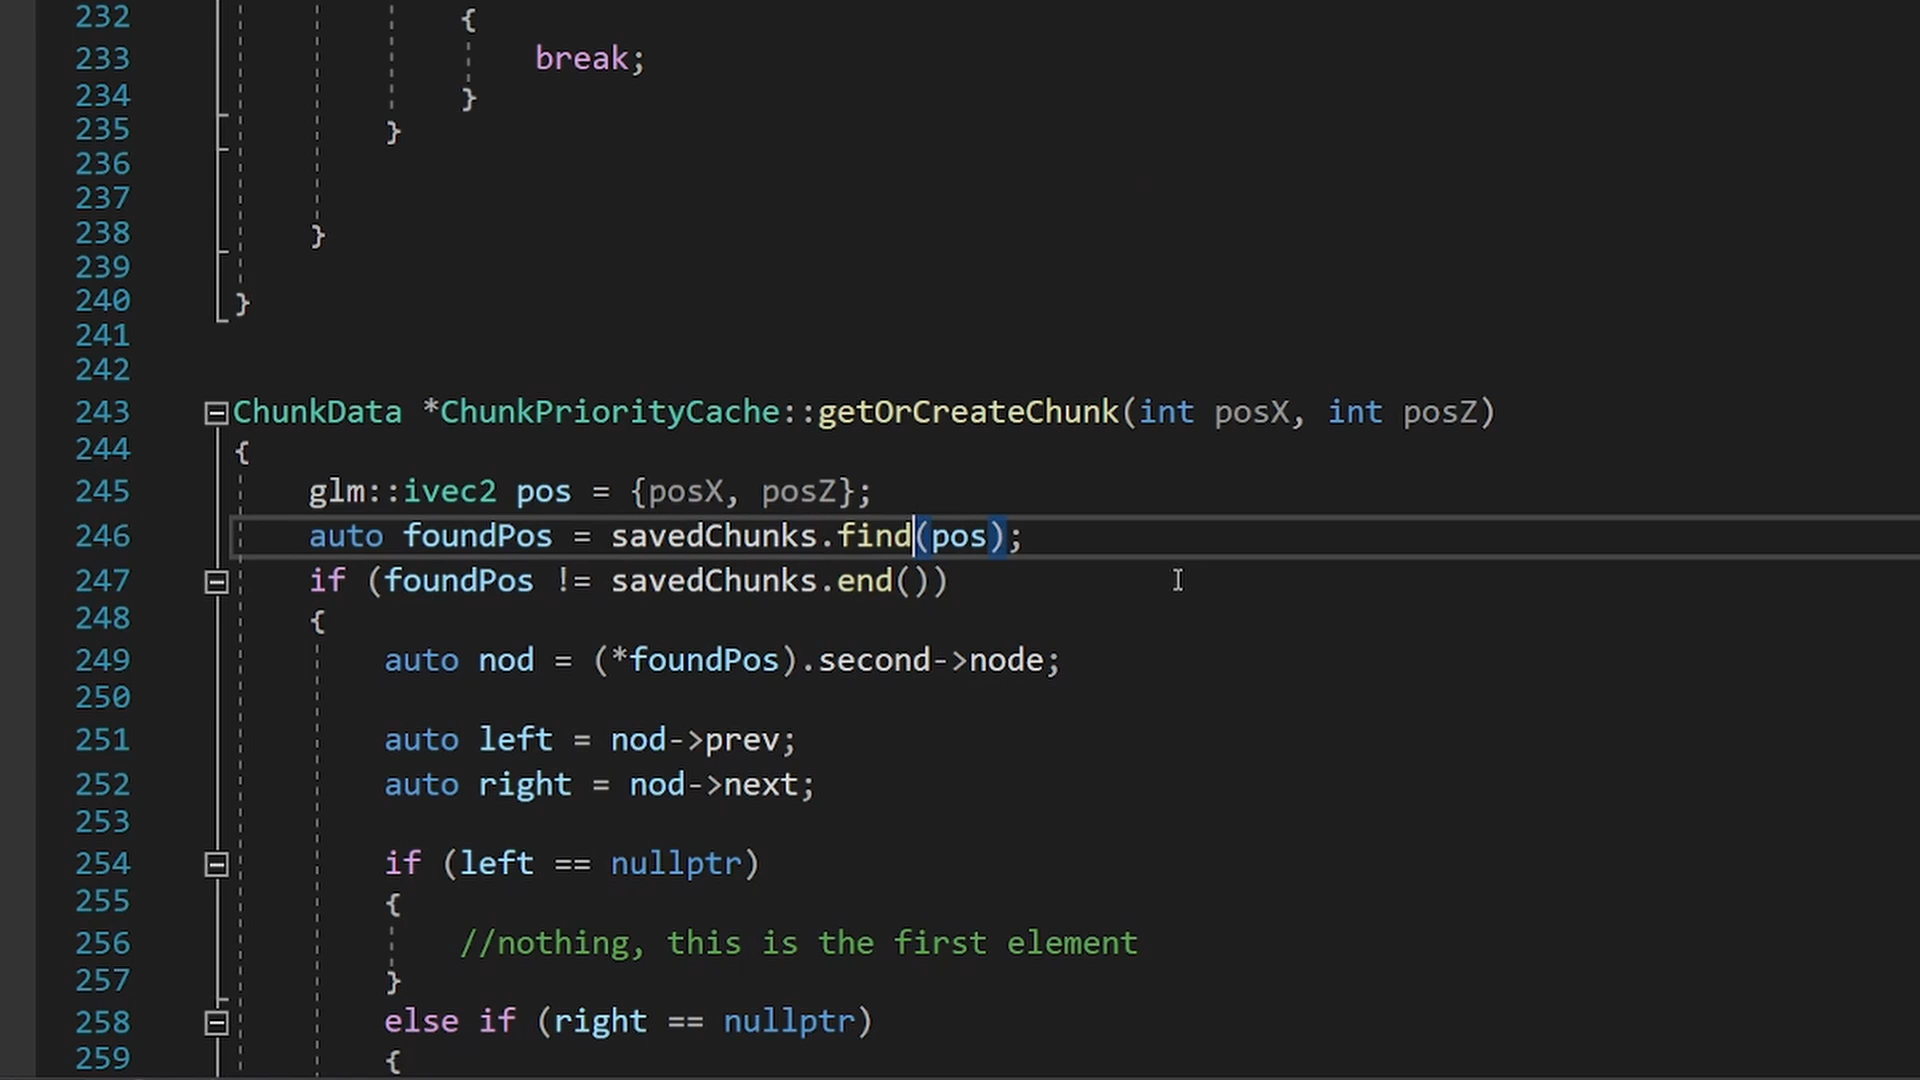 232 {
233 break;
234 }
235 }
236
237
238 }
239
240 }
241
242
243 ChunkData *ChunkPriorityCache::getOrCreateChunk(int posX, int posZ)
244 {
245 glm::ivec2 pos = {posX, posZ};
246 auto foundPos = savedChunks.find(pos);
247 if (foundPos != savedChunks.end())
248 {
249 auto nod = (*foundPos).second->node;
250
251 auto left = nod->prev;
252 auto right = nod->next;
253
254 if (left == nullptr)
255 {
256 //nothing, this is the first element
257 }
258 else if (right == nullptr)
259 {